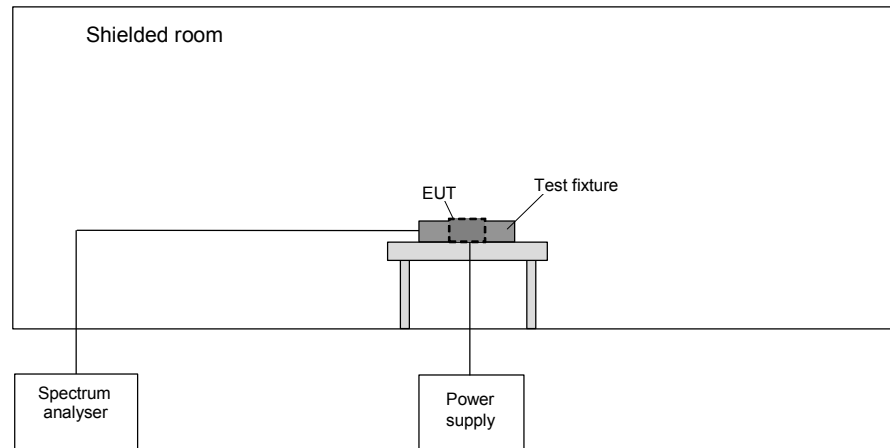 Shielded room
EUT
Test fixture
Spectrum
analyser
Power
supply